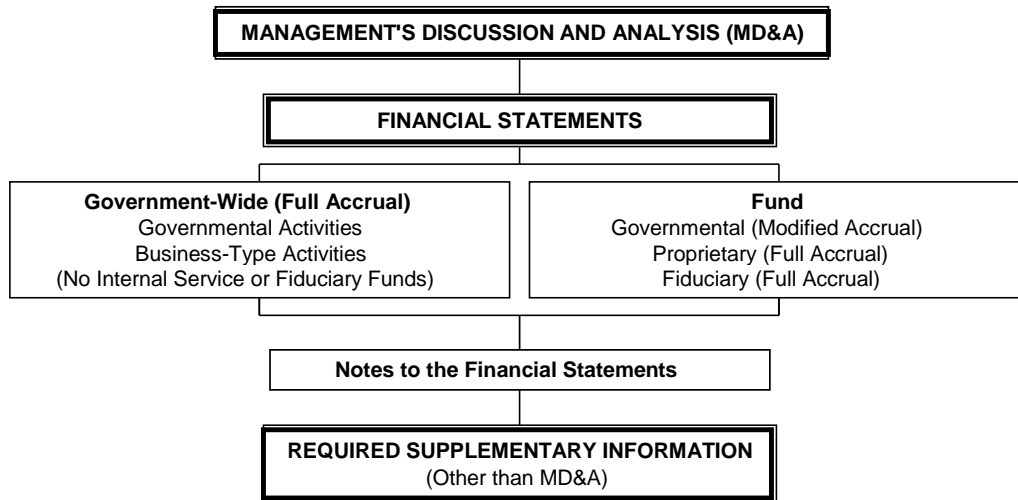 MANAGEMENT'S DISCUSSION AND ANALYSIS (MD&A)
FINANCIAL STATEMENTS
Government-Wide (Full Accrual)
Governmental Activities
Business-Type Activities
(No Internal Service or Fiduciary Funds)
Fund
Governmental (Modified Accrual)
Proprietary (Full Accrual)
Fiduciary (Full Accrual)
Notes to the Financial Statements
REQUIRED SUPPLEMENTARY INFORMATION
(Other than MD&A)